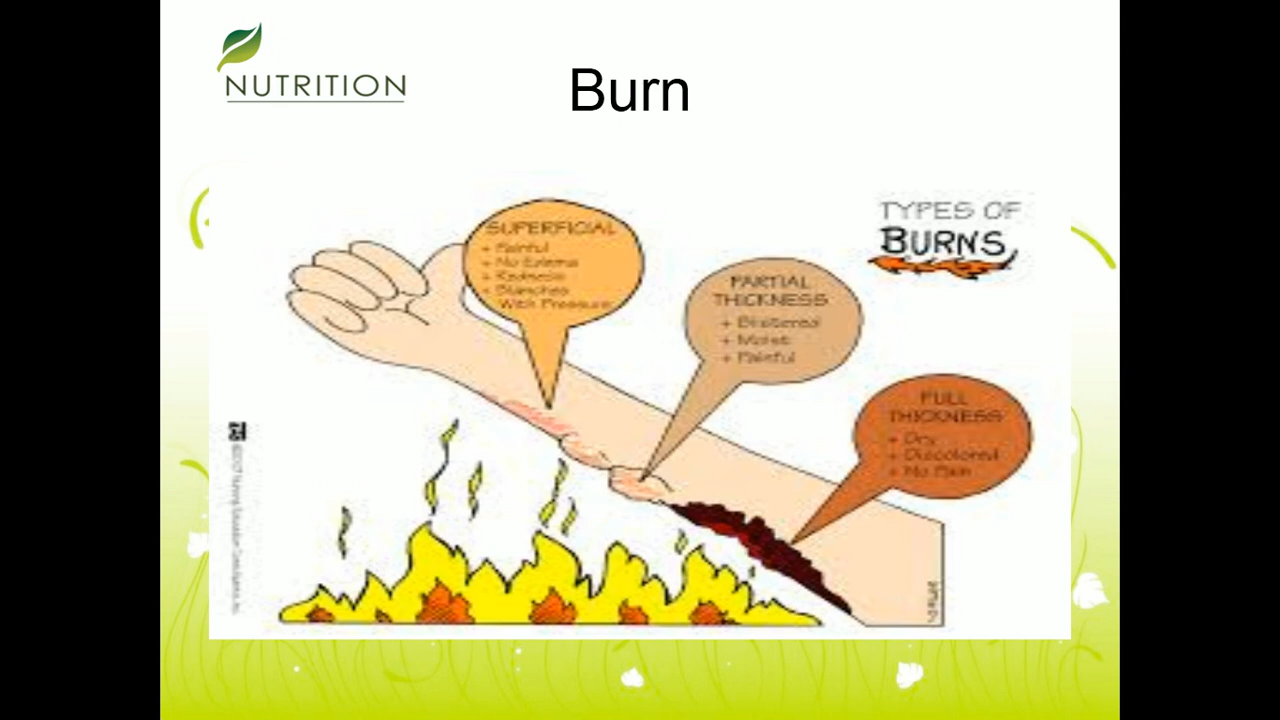 NUTRITION
Burn
TYPES OF
BURNS
SUPERFICIAL
+ Painful
+ No Edema
+ Redness
+ Blanches
With Pressure
PARTIAL
THICKNESS
+ Blistered
+ Moist
+ Painful
FULL
THICKNESS
+ Dry
+ Discolored
+ No Pain